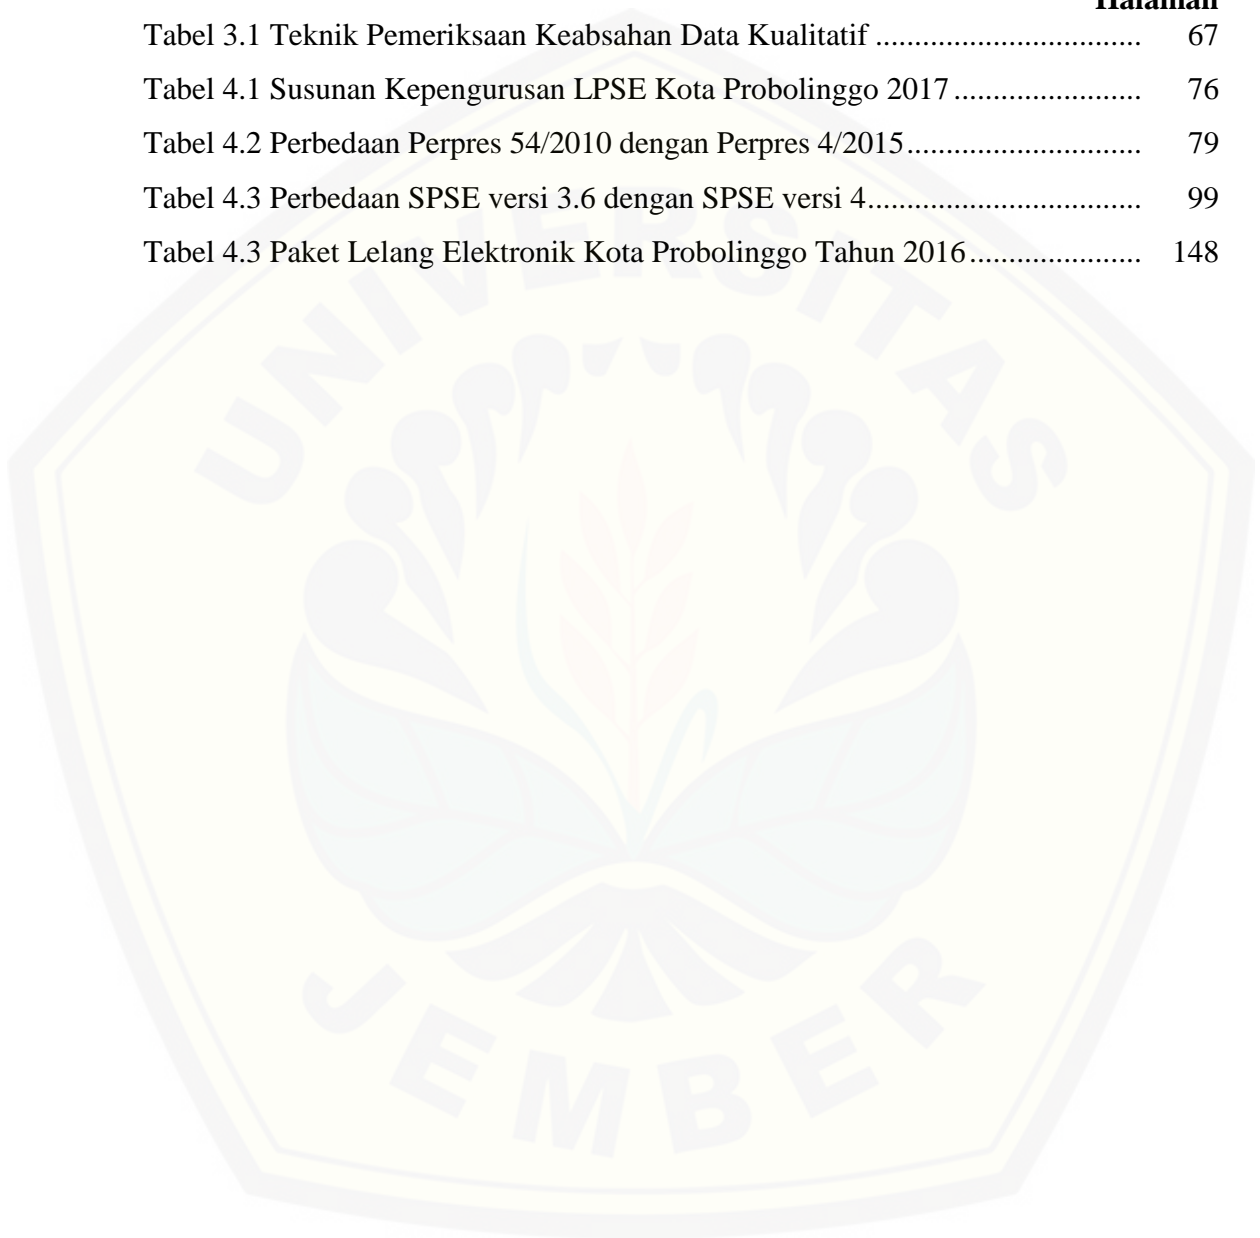 Halaman
Tabel 3.1 Teknik Pemeriksaan Keabsahan Data Kualitatif .................................. 67
Tabel 4.1 Susunan Kepengurusan LPSE Kota Probolinggo 2017 ........................ 76
Tabel 4.2 Perbedaan Perpres 54/2010 dengan Perpres 4/2015 .............................. 79
Tabel 4.3 Perbedaan SPSE versi 3.6 dengan SPSE versi 4 ................................... 99
Tabel 4.3 Paket Lelang Elektronik Kota Probolinggo Tahun 2016 ...................... 148
UNIVERSITAS
JEMBER